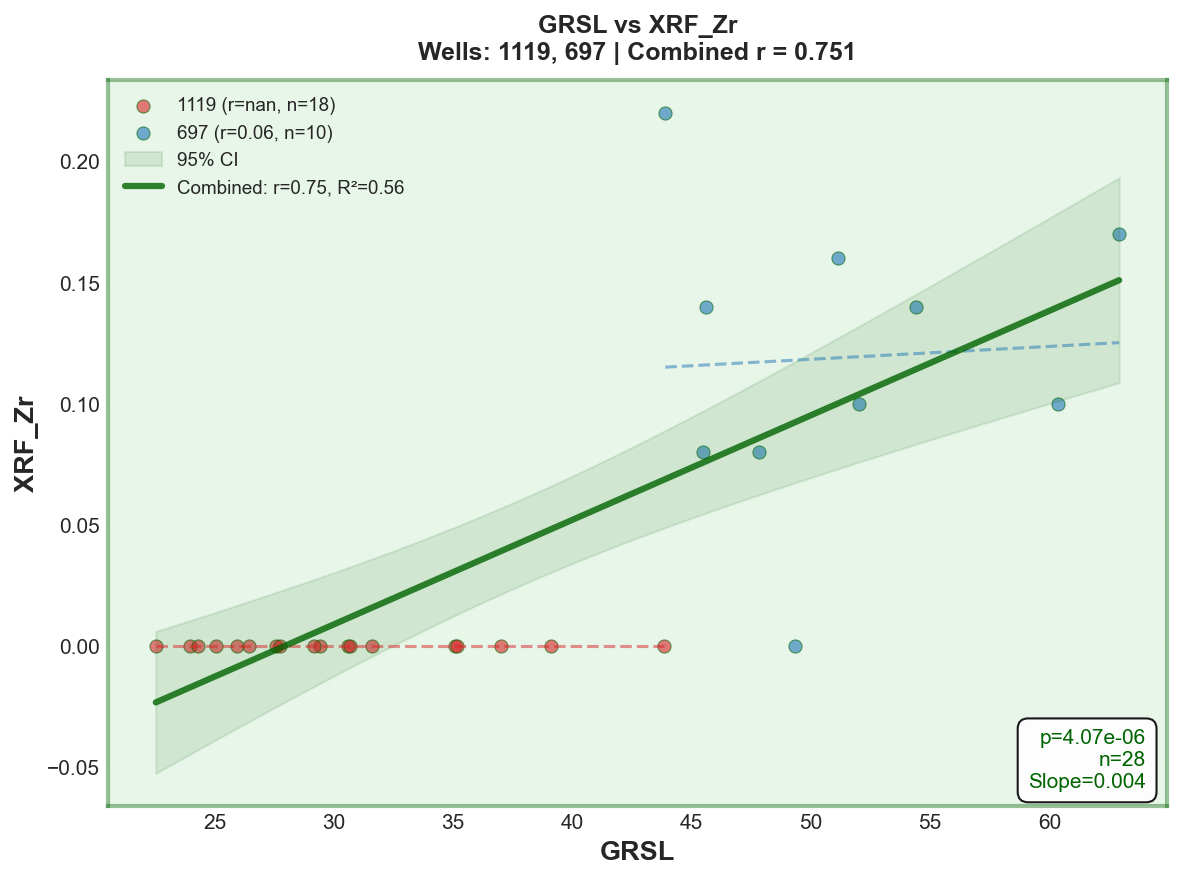 GRSL vs XRF_Zr
Wells: 1119, 697 | Combined r = 0.751
1119 (r=nan, n=18)
697 (r=0.06, n=10)
95% CI
Combined: r=0.75, R²=0.56
XRF_Zr
0.20
0.15
0.10
0.05
0.00
−0.05
p=4.07e-06
n=28
Slope=0.004
25 30 35 40 45 50 55 60
GRSL